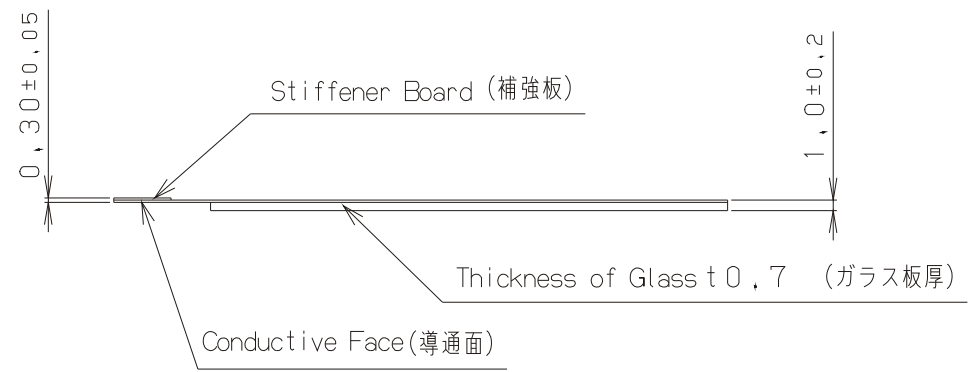 0.30±0.05
1.0±0.2
Stiffener Board (補強板)
Thickness of Glass t0.7 (ガラス板厚)
Conductive Face(導通面)